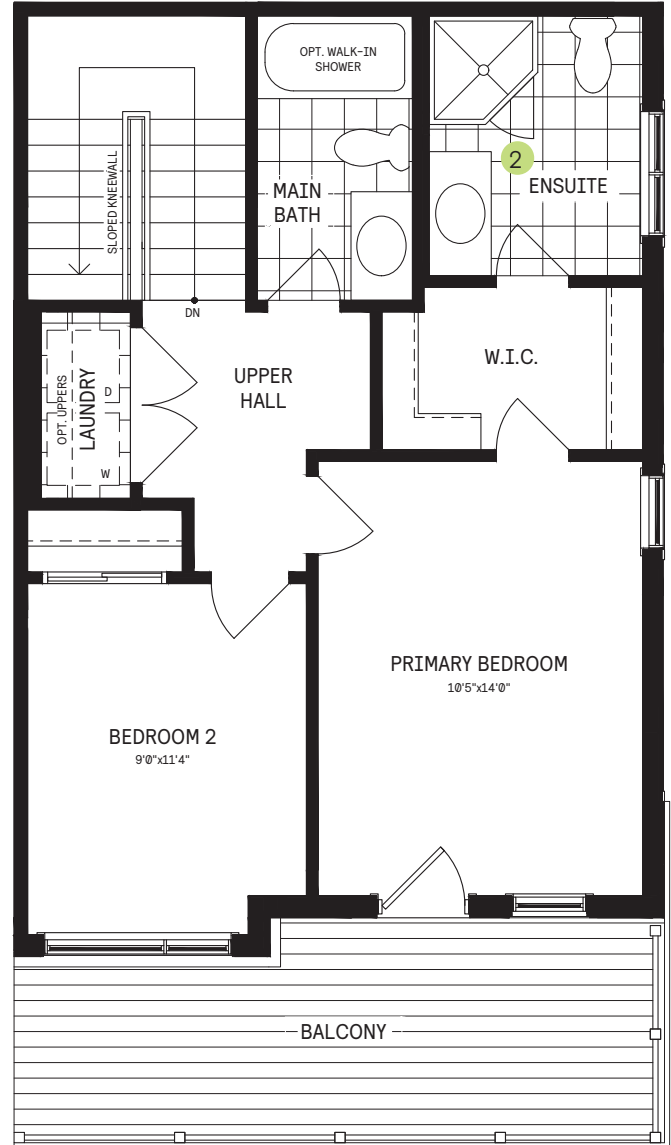 OPT. WALK-IN
SHOWER
2
ENSUITE
MAIN
BATH
SLOPED KNEEWALL
DN
W.I.C.
UPPER
HALL
OPT. UPPERS
LAUNDRY
D
W
PRIMARY BEDROOM
10'5"x14'0"
BEDROOM 2
9'0"x11'4"
BALCONY